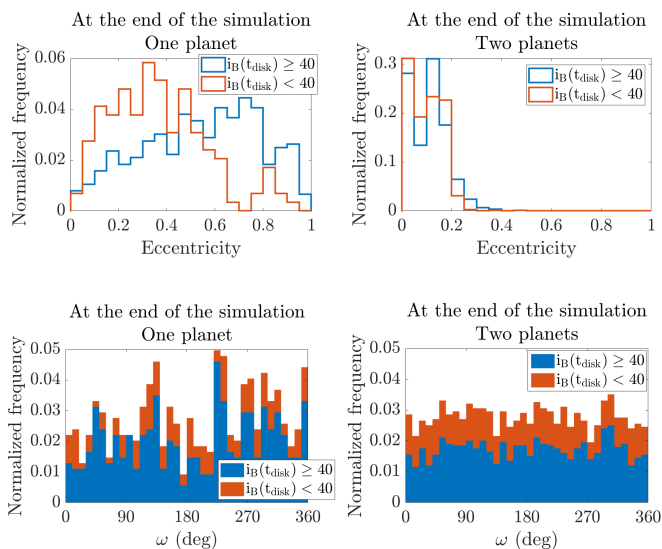 At the end of the simulation
One planet
Normalized frequency
0.06
0.04
0.02
0
i_B(t_disk) ≥ 40
i_B(t_disk) < 40
0 0.2 0.4 0.6 0.8 1
Eccentricity
At the end of the simulation
Two planets
Normalized frequency
0.3
0.2
0.1
0
i_B(t_disk) ≥ 40
i_B(t_disk) < 40
0 0.2 0.4 0.6 0.8 1
Eccentricity
At the end of the simulation
One planet
Normalized frequency
0.05
0.04
0.03
0.02
0.01
0
i_B(t_disk) ≥ 40
i_B(t_disk) < 40
0 90 180 270 360
ω (deg)
At the end of the simulation
Two planets
Normalized frequency
0.05
0.04
0.03
0.02
0.01
0
i_B(t_disk) ≥ 40
i_B(t_disk) < 40
0 90 180 270 360
ω (deg)